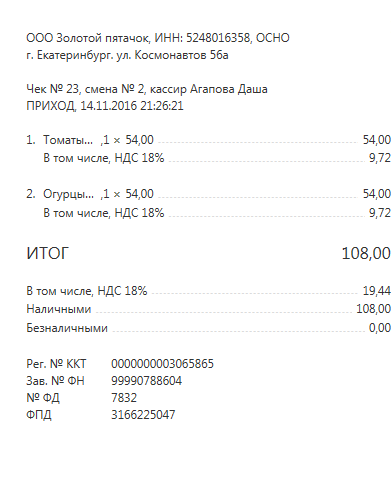 ООО Золотой пятачок, ИНН: 5248016358, ОСНО
г. Екатеринбург. ул. Космонавтов 56а
Чек № 23, смена № 2, кассир Агапова Даша
ПРИХОД, 14.11.2016 21:26:21
1. Томаты... ,1 × 54,00 54,00
В том числе, НДС 18% 9,72
2. Огурцы... ,1 × 54,00 54,00
В том числе, НДС 18% 9,72
ИТОГ 108,00
В том числе, НДС 18% 19,44
Наличными 108,00
Безналичными 0,00
Рег. № ККТ 0000000003065865
Зав. № ФН 99990788604
№ ФД 7832
ФПД 3166225047